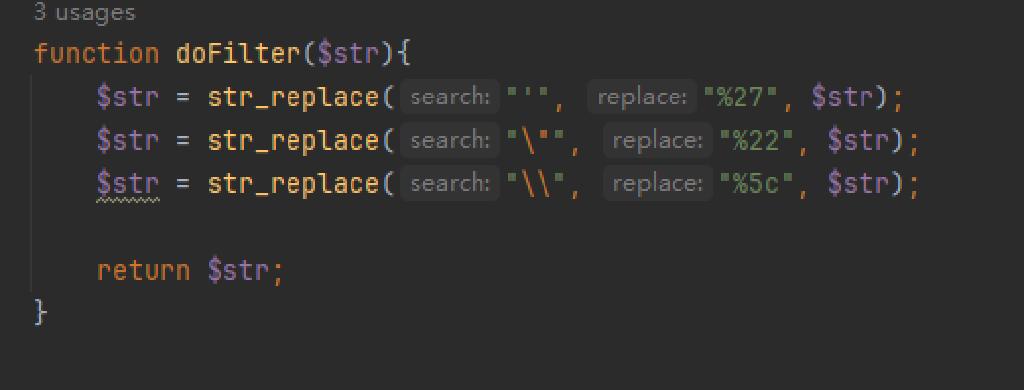 3 usages
function doFilter($str){
$str = str_replace( search: "'", replace: "%27", $str);
$str = str_replace( search: "\"", replace: "%22", $str);
$str = str_replace( search: "\\", replace: "%5c", $str);
return $str;
}